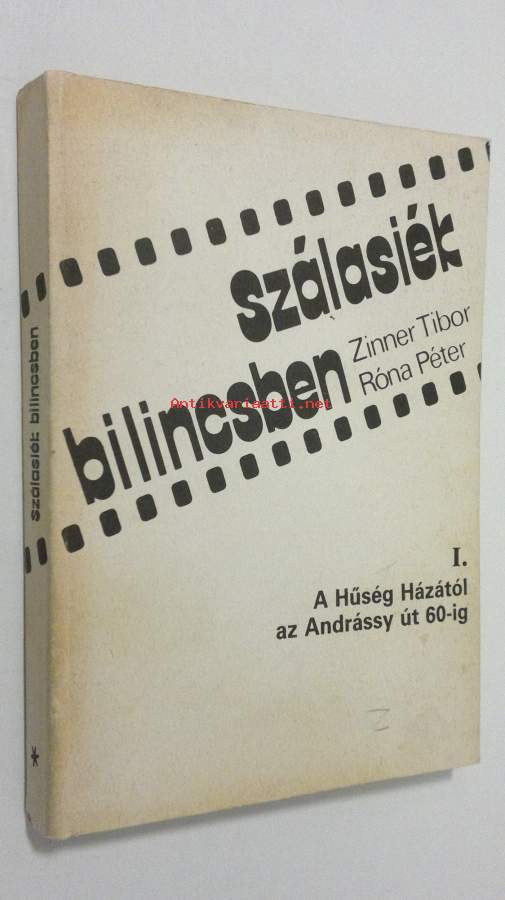 szálasiék
bilincsben
Zinner Tibor
Róna Péter
Antikvariaatti.net
I.
A Hűség Házától
az Andrássy út 60-ig
szálasiék bilincsben